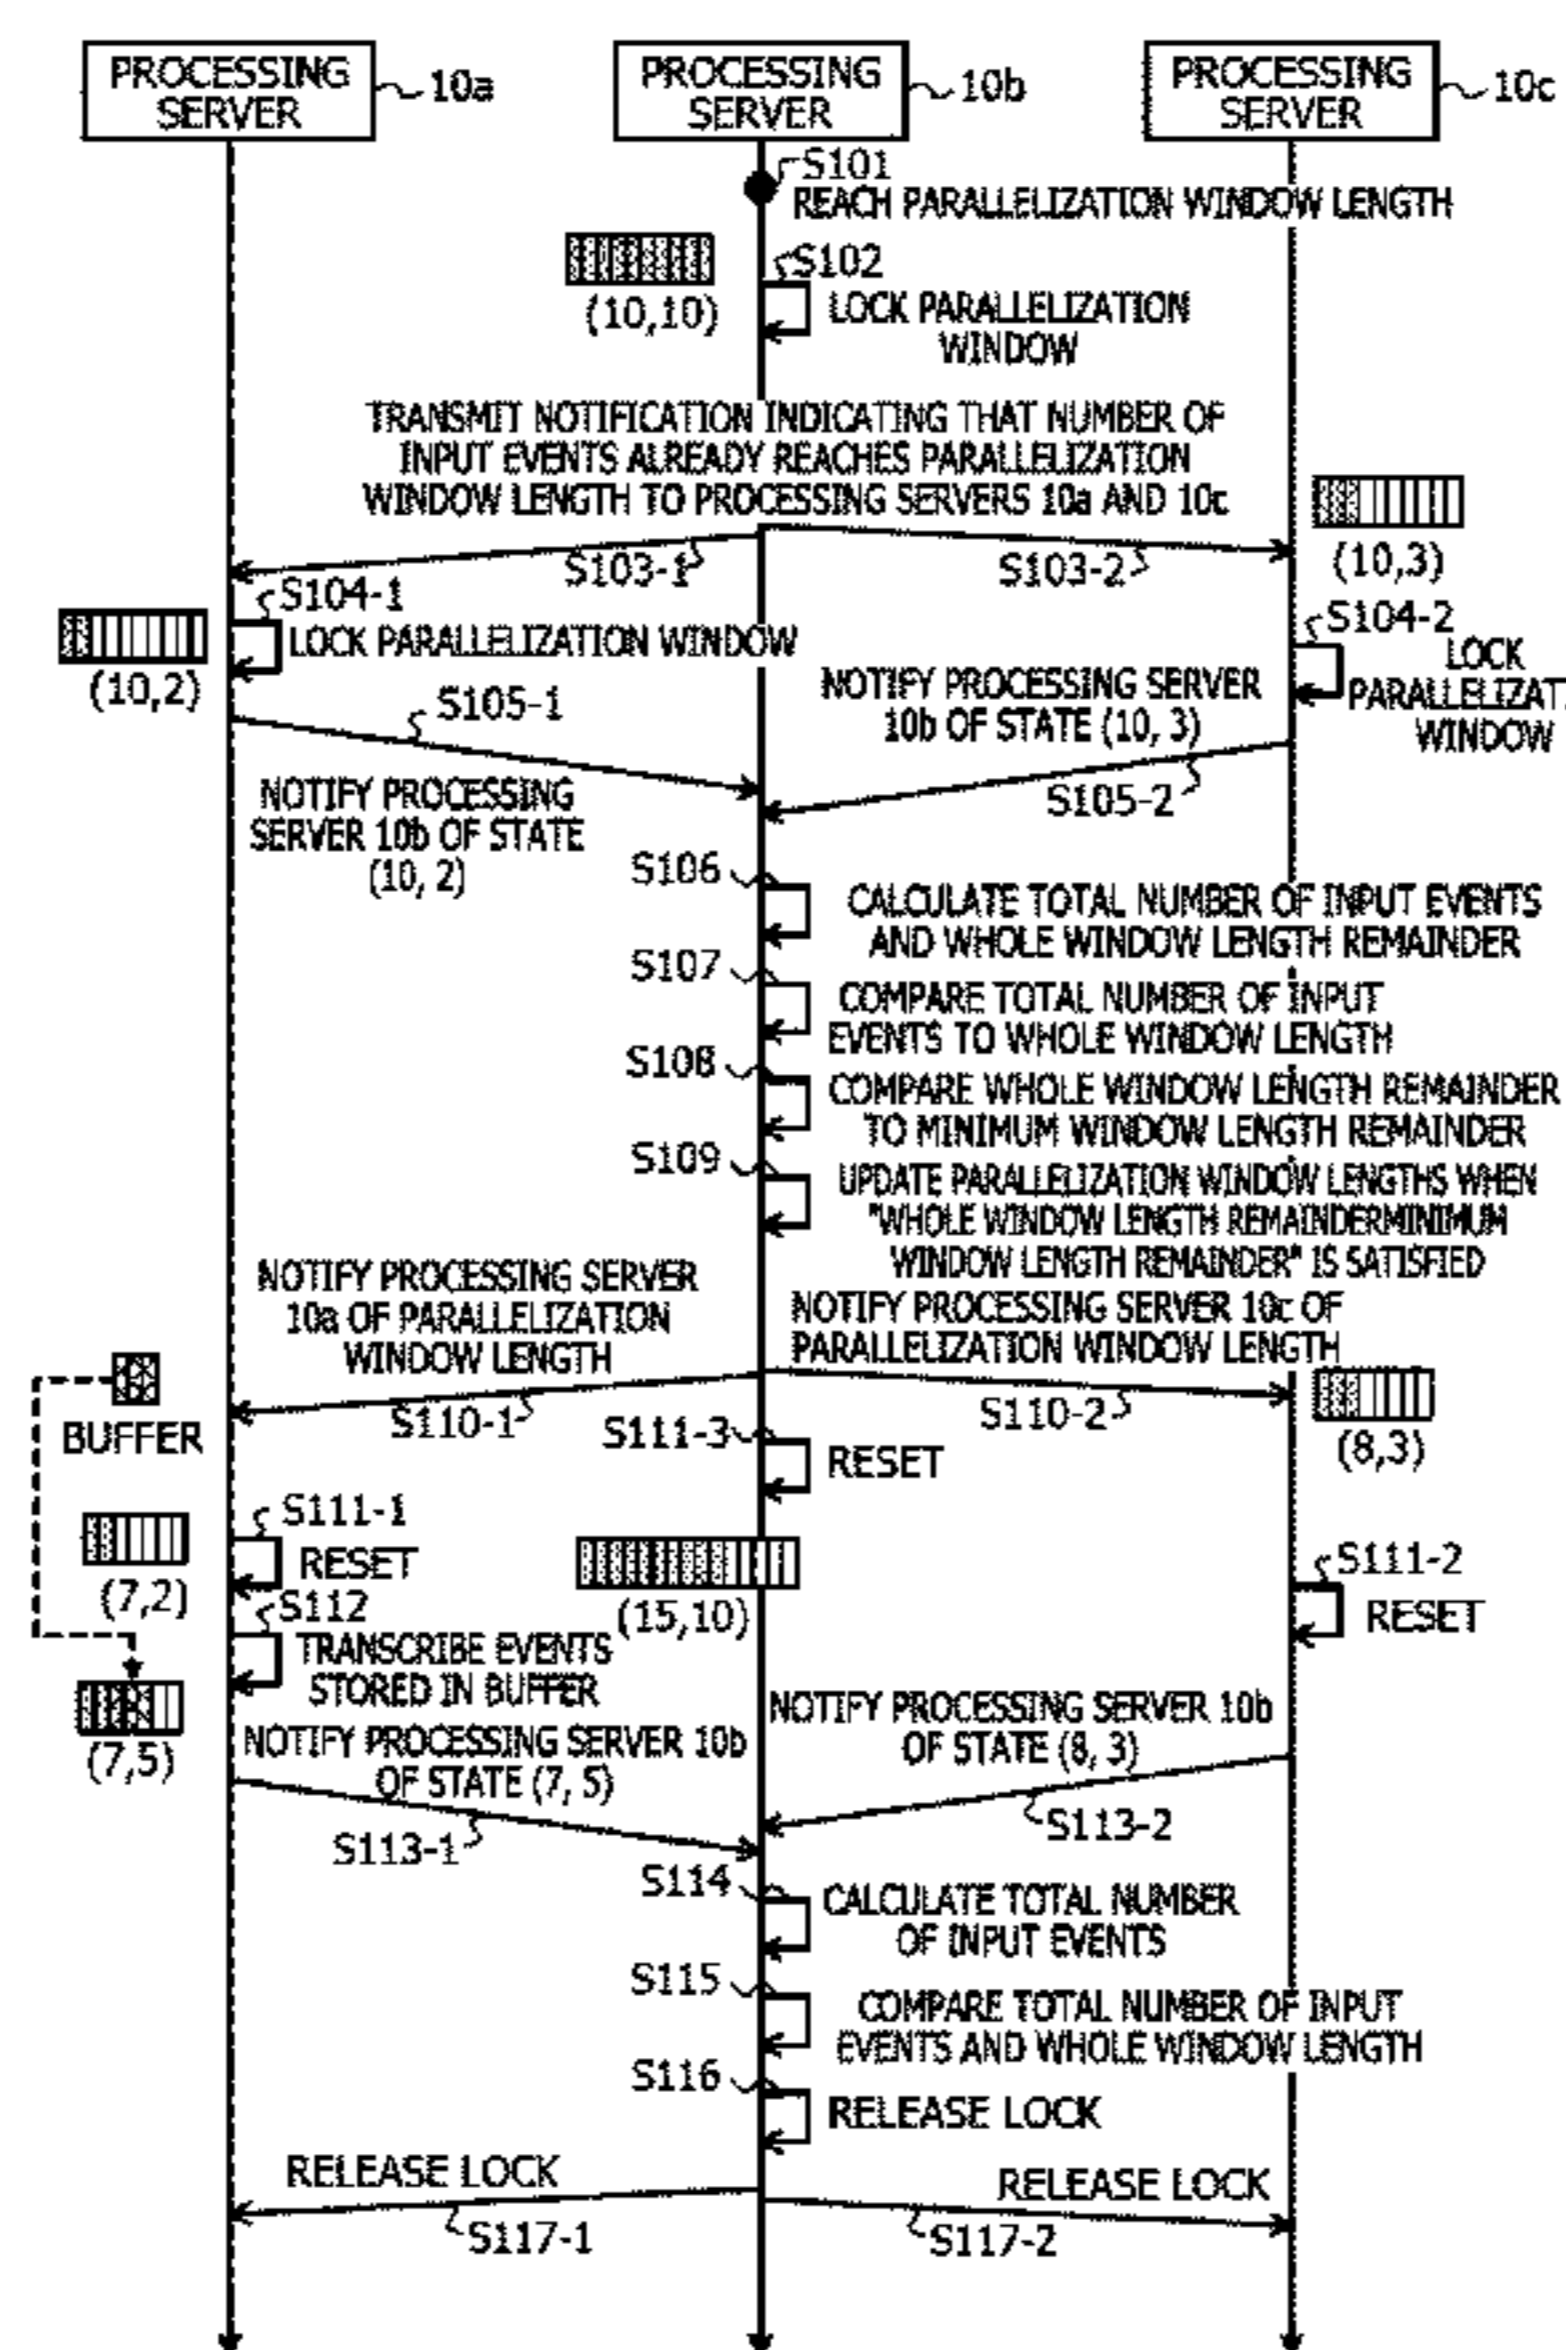 PROCESSING
SERVER
10a
PROCESSING
SERVER
10b
PROCESSING
SERVER
10c
S101
REACH PARALLELIZATION WINDOW LENGTH
(10,10)
S102
LOCK PARALLELIZATION
WINDOW
TRANSMIT NOTIFICATION INDICATING THAT NUMBER OF
INPUT EVENTS ALREADY REACHES PARALLELIZATION
WINDOW LENGTH TO PROCESSING SERVERS 10a AND 10c
S103-1
S103-2
(10,3)
S104-1
LOCK PARALLELIZATION WINDOW
(10,2)
S104-2
LOCK
PARALLELIZAT
WINDOW
S105-1
NOTIFY PROCESSING SERVER
10b OF STATE (10, 3)
S105-2
NOTIFY PROCESSING
SERVER 10b OF STATE
(10, 2)
S106
CALCULATE TOTAL NUMBER OF INPUT EVENTS
AND WHOLE WINDOW LENGTH REMAINDER
S107
COMPARE TOTAL NUMBER OF INPUT
EVENTS TO WHOLE WINDOW LENGTH
S108
COMPARE WHOLE WINDOW LENGTH REMAINDER
TO MINIMUM WINDOW LENGTH REMAINDER
S109
UPDATE PARALLELIZATION WINDOW LENGTHS WHEN
"WHOLE WINDOW LENGTH REMAINDERMINIMUM
WINDOW LENGTH REMAINDER" IS SATISFIED
NOTIFY PROCESSING SERVER
10a OF PARALLELIZATION
WINDOW LENGTH
NOTIFY PROCESSING SERVER 10c OF
PARALLELIZATION WINDOW LENGTH
S110-1
S110-2
BUFFER
(8,3)
S111-3
RESET
S111-1
RESET
(7,2)
(15,10)
S111-2
RESET
S112
TRANSCRIBE EVENTS
STORED IN BUFFER
(7,5)
NOTIFY PROCESSING SERVER 10b
OF STATE (7, 5)
S113-1
NOTIFY PROCESSING SERVER 10b
OF STATE (8, 3)
S113-2
S114
CALCULATE TOTAL NUMBER
OF INPUT EVENTS
S115
COMPARE TOTAL NUMBER OF INPUT
EVENTS AND WHOLE WINDOW LENGTH
S116
RELEASE LOCK
RELEASE LOCK
S117-1
RELEASE LOCK
S117-2